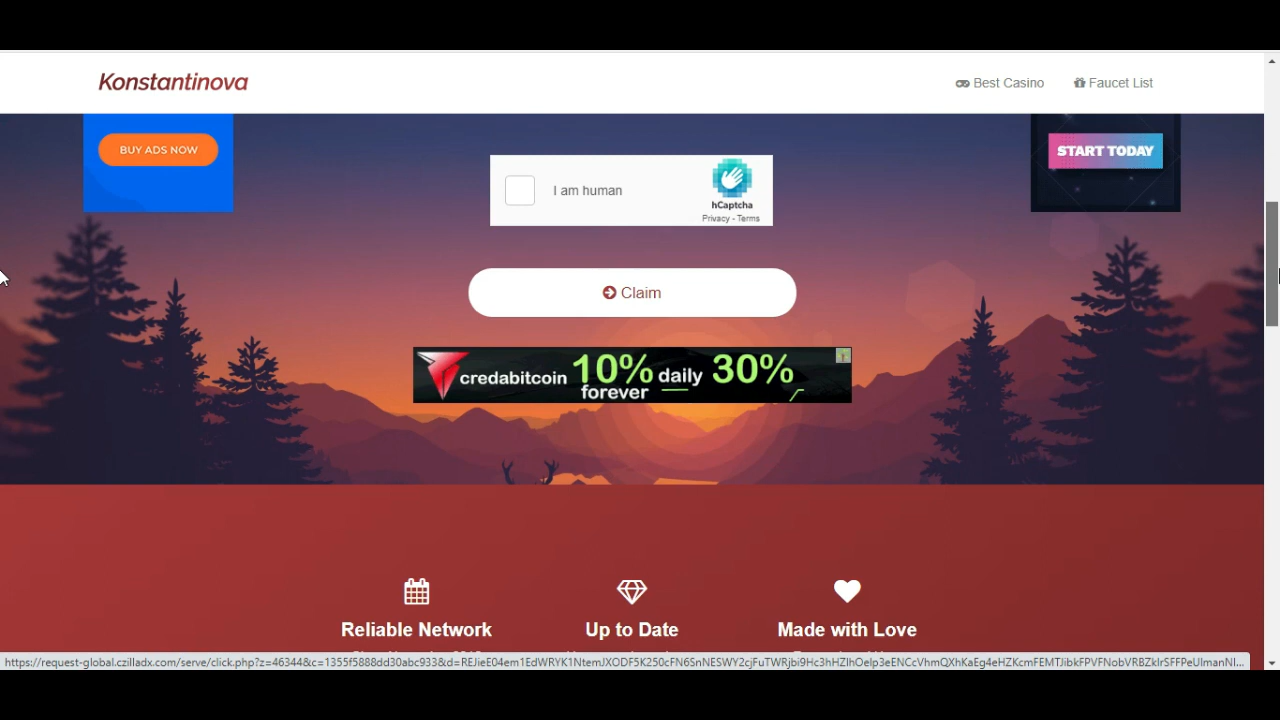 Konstantinova
Best Casino
Faucet List
BUY ADS NOW
START TODAY
I am human
hCaptcha
Privacy - Terms
Claim
credabitcoin 10% forever daily 30%
Reliable Network
Up to Date
Made with Love